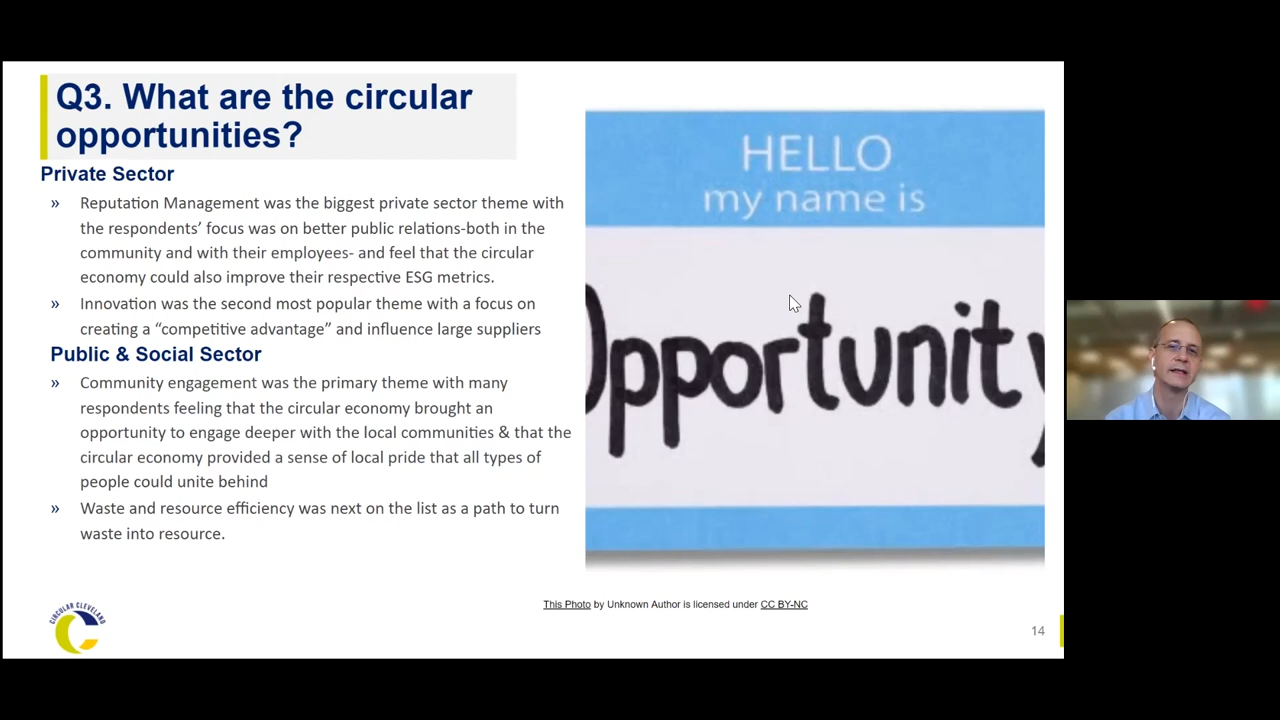 Q3. What are the circular
opportunities?
Private Sector
» Reputation Management was the biggest private sector theme with
the respondents’ focus was on better public relations-both in the
community and with their employees- and feel that the circular
economy could also improve their respective ESG metrics.
» Innovation was the second most popular theme with a focus on
creating a “competitive advantage” and influence large suppliers
Public & Social Sector
» Community engagement was the primary theme with many
respondents feeling that the circular economy brought an
opportunity to engage deeper with the local communities & that the
circular economy provided a sense of local pride that all types of
people could unite behind
» Waste and resource efficiency was next on the list as a path to turn
waste into resource.
HELLO
my name is
Opportunity
This Photo by Unknown Author is licensed under CC BY-NC
CIRCULAR CLEVELAND
14